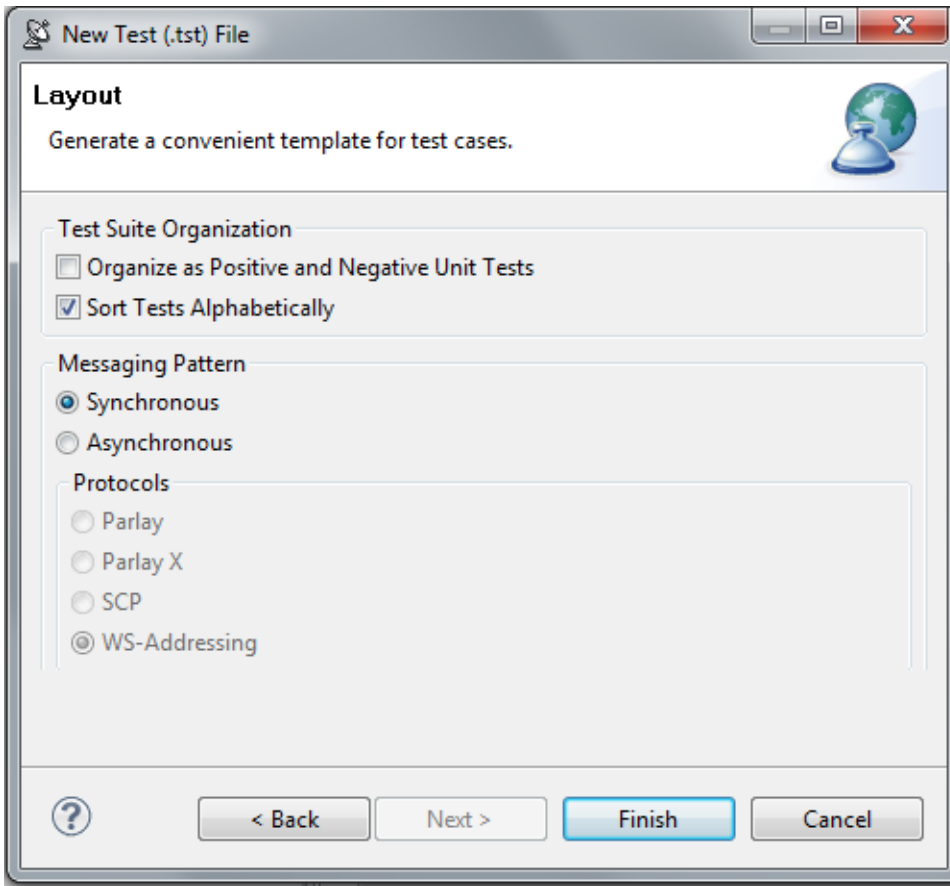 New Test (.tst) File
Layout
Generate a convenient template for test cases.
Test Suite Organization
Organize as Positive and Negative Unit Tests
Sort Tests Alphabetically
Messaging Pattern
Synchronous
Asynchronous
Protocols
Parlay
Parlay X
SCP
WS-Addressing
? < Back Next > Finish Cancel